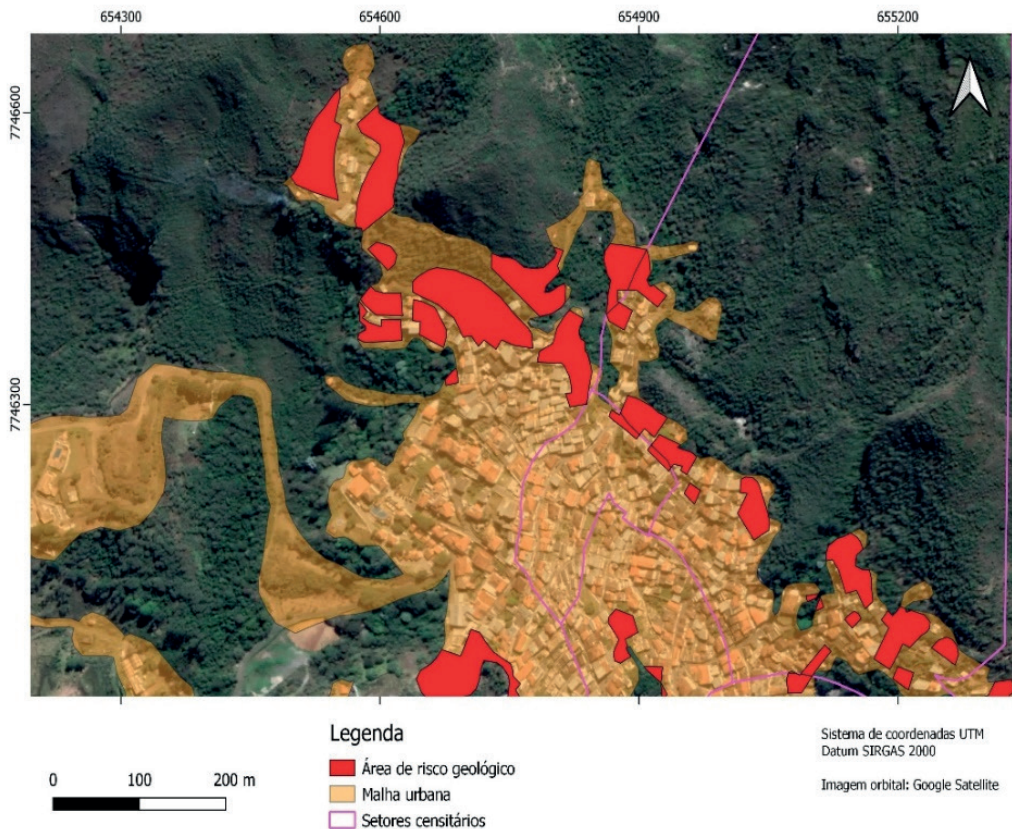 654300
654600
654900
655200
7746600
7746300
Legenda
Área de risco geológico
Malha urbana
Setores censitários
0
100
200 m
Sistema de coordenadas UTM
Datum SIRGAS 2000
Imagem orbital: Google Satellite